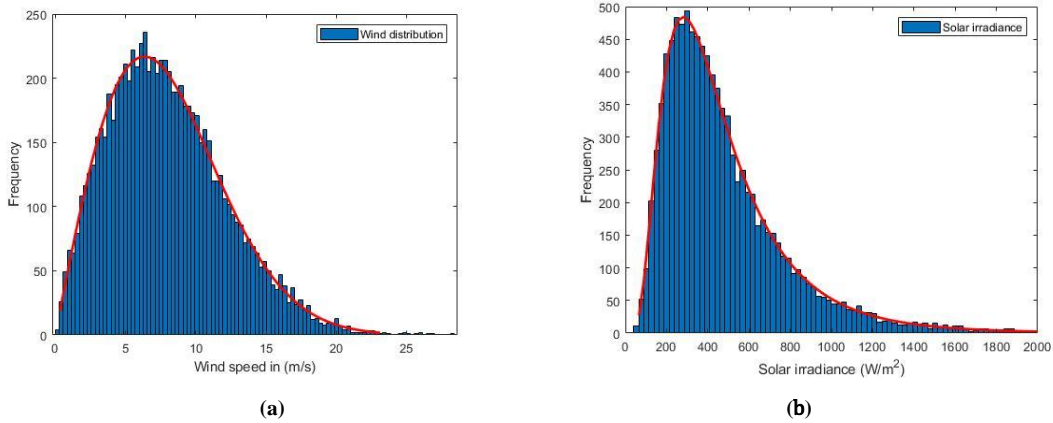 250
200
150
100
50
0
Frequency
Wind distribution
0 5 10 15 20 25
Wind speed in (m/s)
(a)
500
450
400
350
300
250
200
150
100
50
0
Frequency
Solar irradiance
0 200 400 600 800 1000 1200 1400 1600 1800 2000
Solar irradiance (W/m²)
(b)